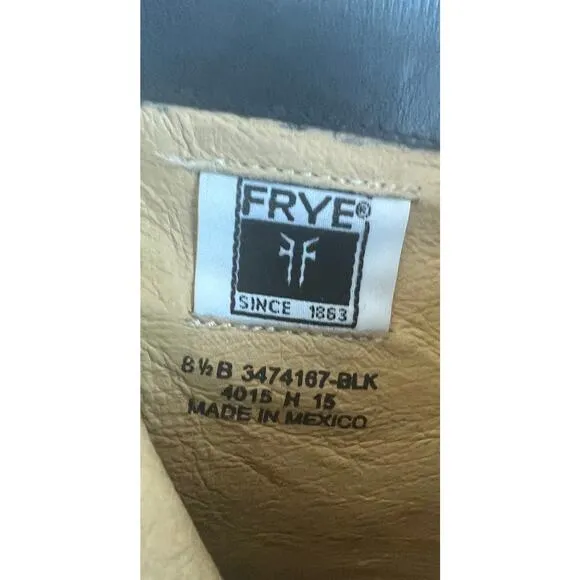 FRYE®
SINCE 1863
8 ½ B 3474167-BLK
4015 H 15
MADE IN MEXICO